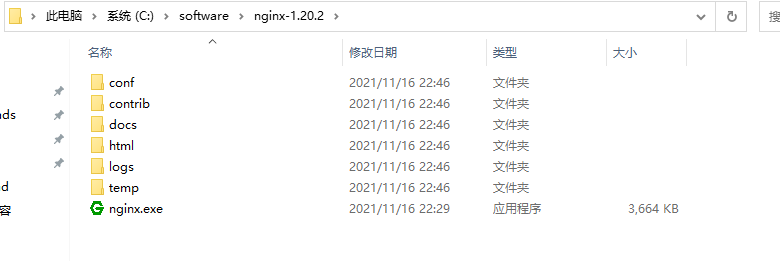 此电脑 › 系统 (C:) › software › nginx-1.20.2 ›
名称 修改日期 类型 大小
conf 2021/11/16 22:46 文件夹
contrib 2021/11/16 22:46 文件夹
docs 2021/11/16 22:46 文件夹
html 2021/11/16 22:46 文件夹
logs 2021/11/16 22:46 文件夹
temp 2021/11/16 22:46 文件夹
nginx.exe 2021/11/16 22:29 应用程序 3,664 KB